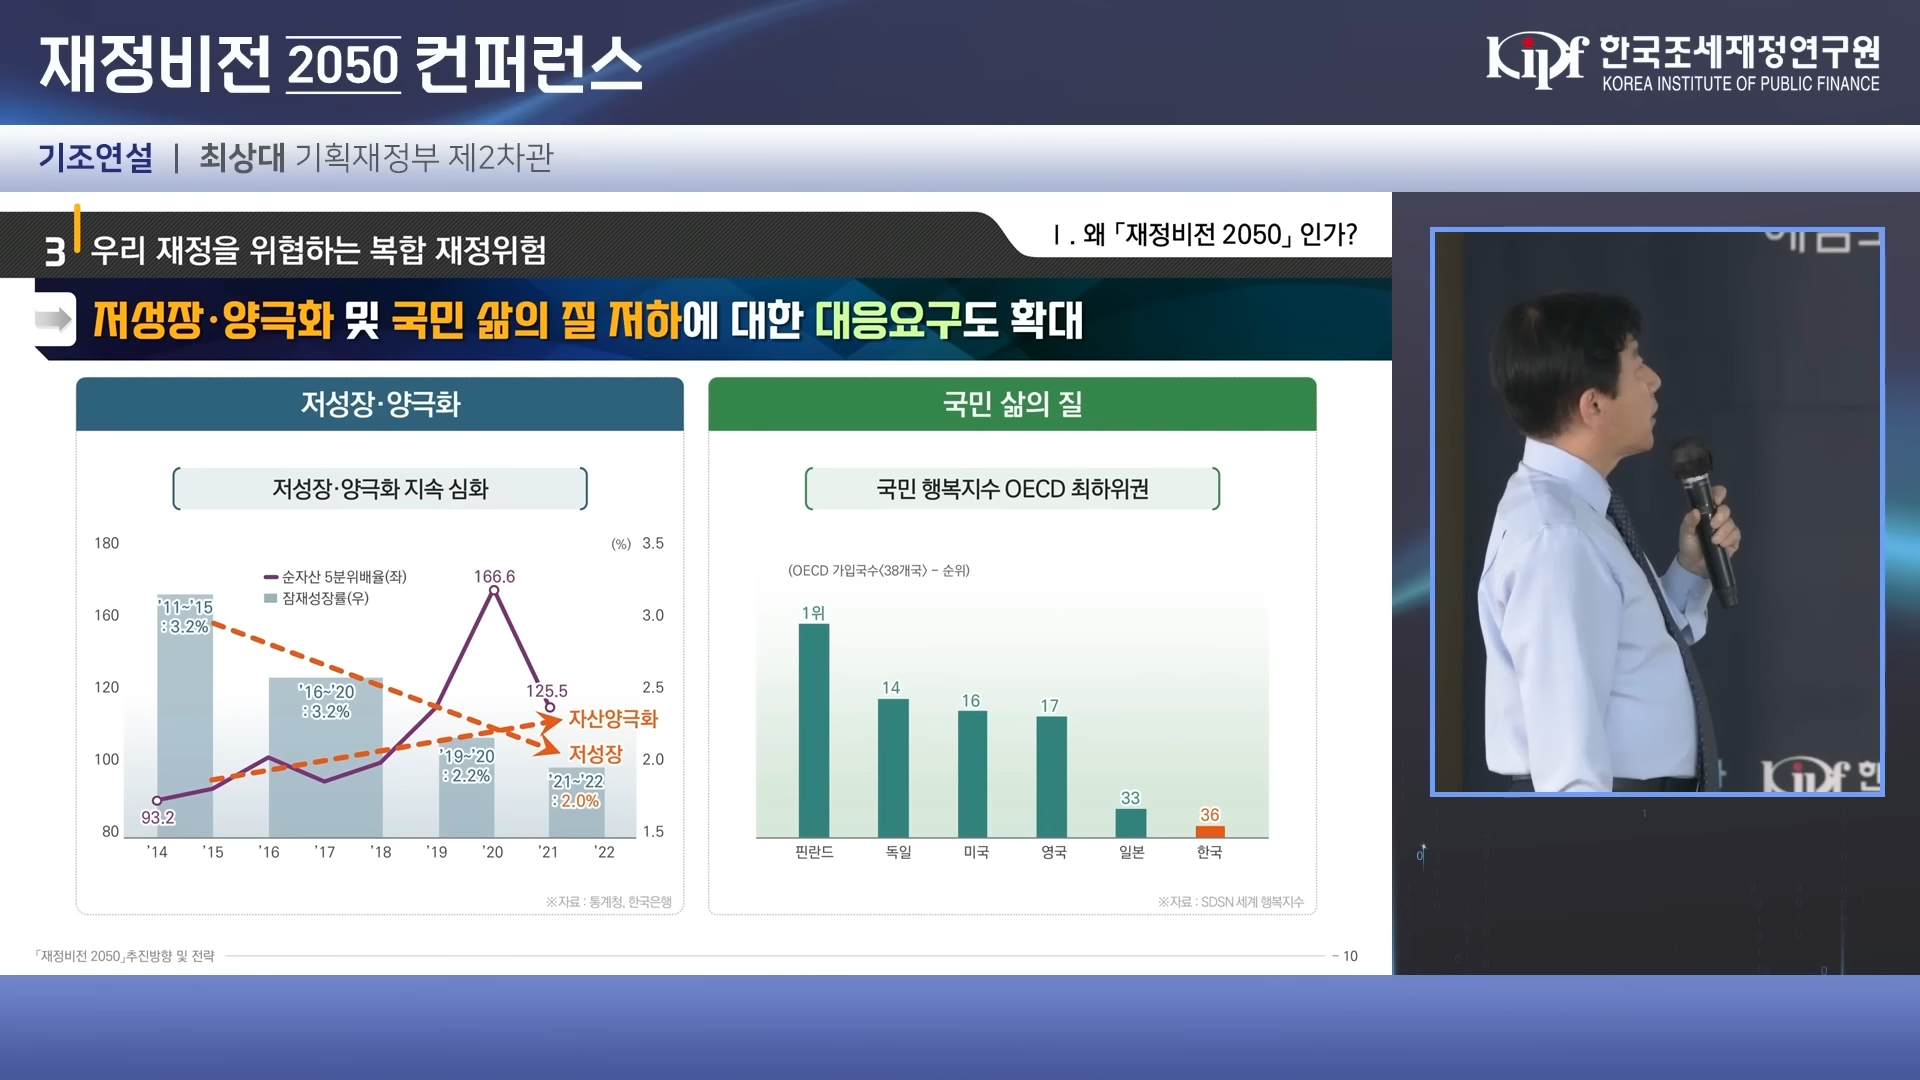 재정비전 2050 컨퍼런스
Kipf 한국조세재정연구원
KOREA INSTITUTE OF PUBLIC FINANCE
기조연설 | 최상대 기획재정부 제2차관
3 우리 재정을 위협하는 복합 재정위험
Ⅰ. 왜 「재정비전 2050」 인가?
저성장·양극화 및 국민 삶의 질 저하에 대한 대응요구도 확대
저성장·양극화
저성장·양극화 지속 심화
180
160
120
100
80
(%) 3.5
3.0
2.5
2.0
1.5
순자산 5분위배율(좌)
잠재성장률(우)
'11~'15
: 3.2%
'16~'20
: 3.2%
'19~'20
: 2.2%
'21~'22
: 2.0%
93.2
166.6
125.5
자산양극화
저성장
'14 '15 '16 '17 '18 '19 '20 '21 '22
※자료 : 통계청, 한국은행
국민 삶의 질
국민 행복지수 OECD 최하위권
(OECD 가입국수〈38개국〉 - 순위)
1위 14 16 17 33 36
핀란드 독일 미국 영국 일본 한국
※자료 : SDSN 세계 행복지수
「재정비전 2050」추진방향 및 전략
- 10
Kipf 한